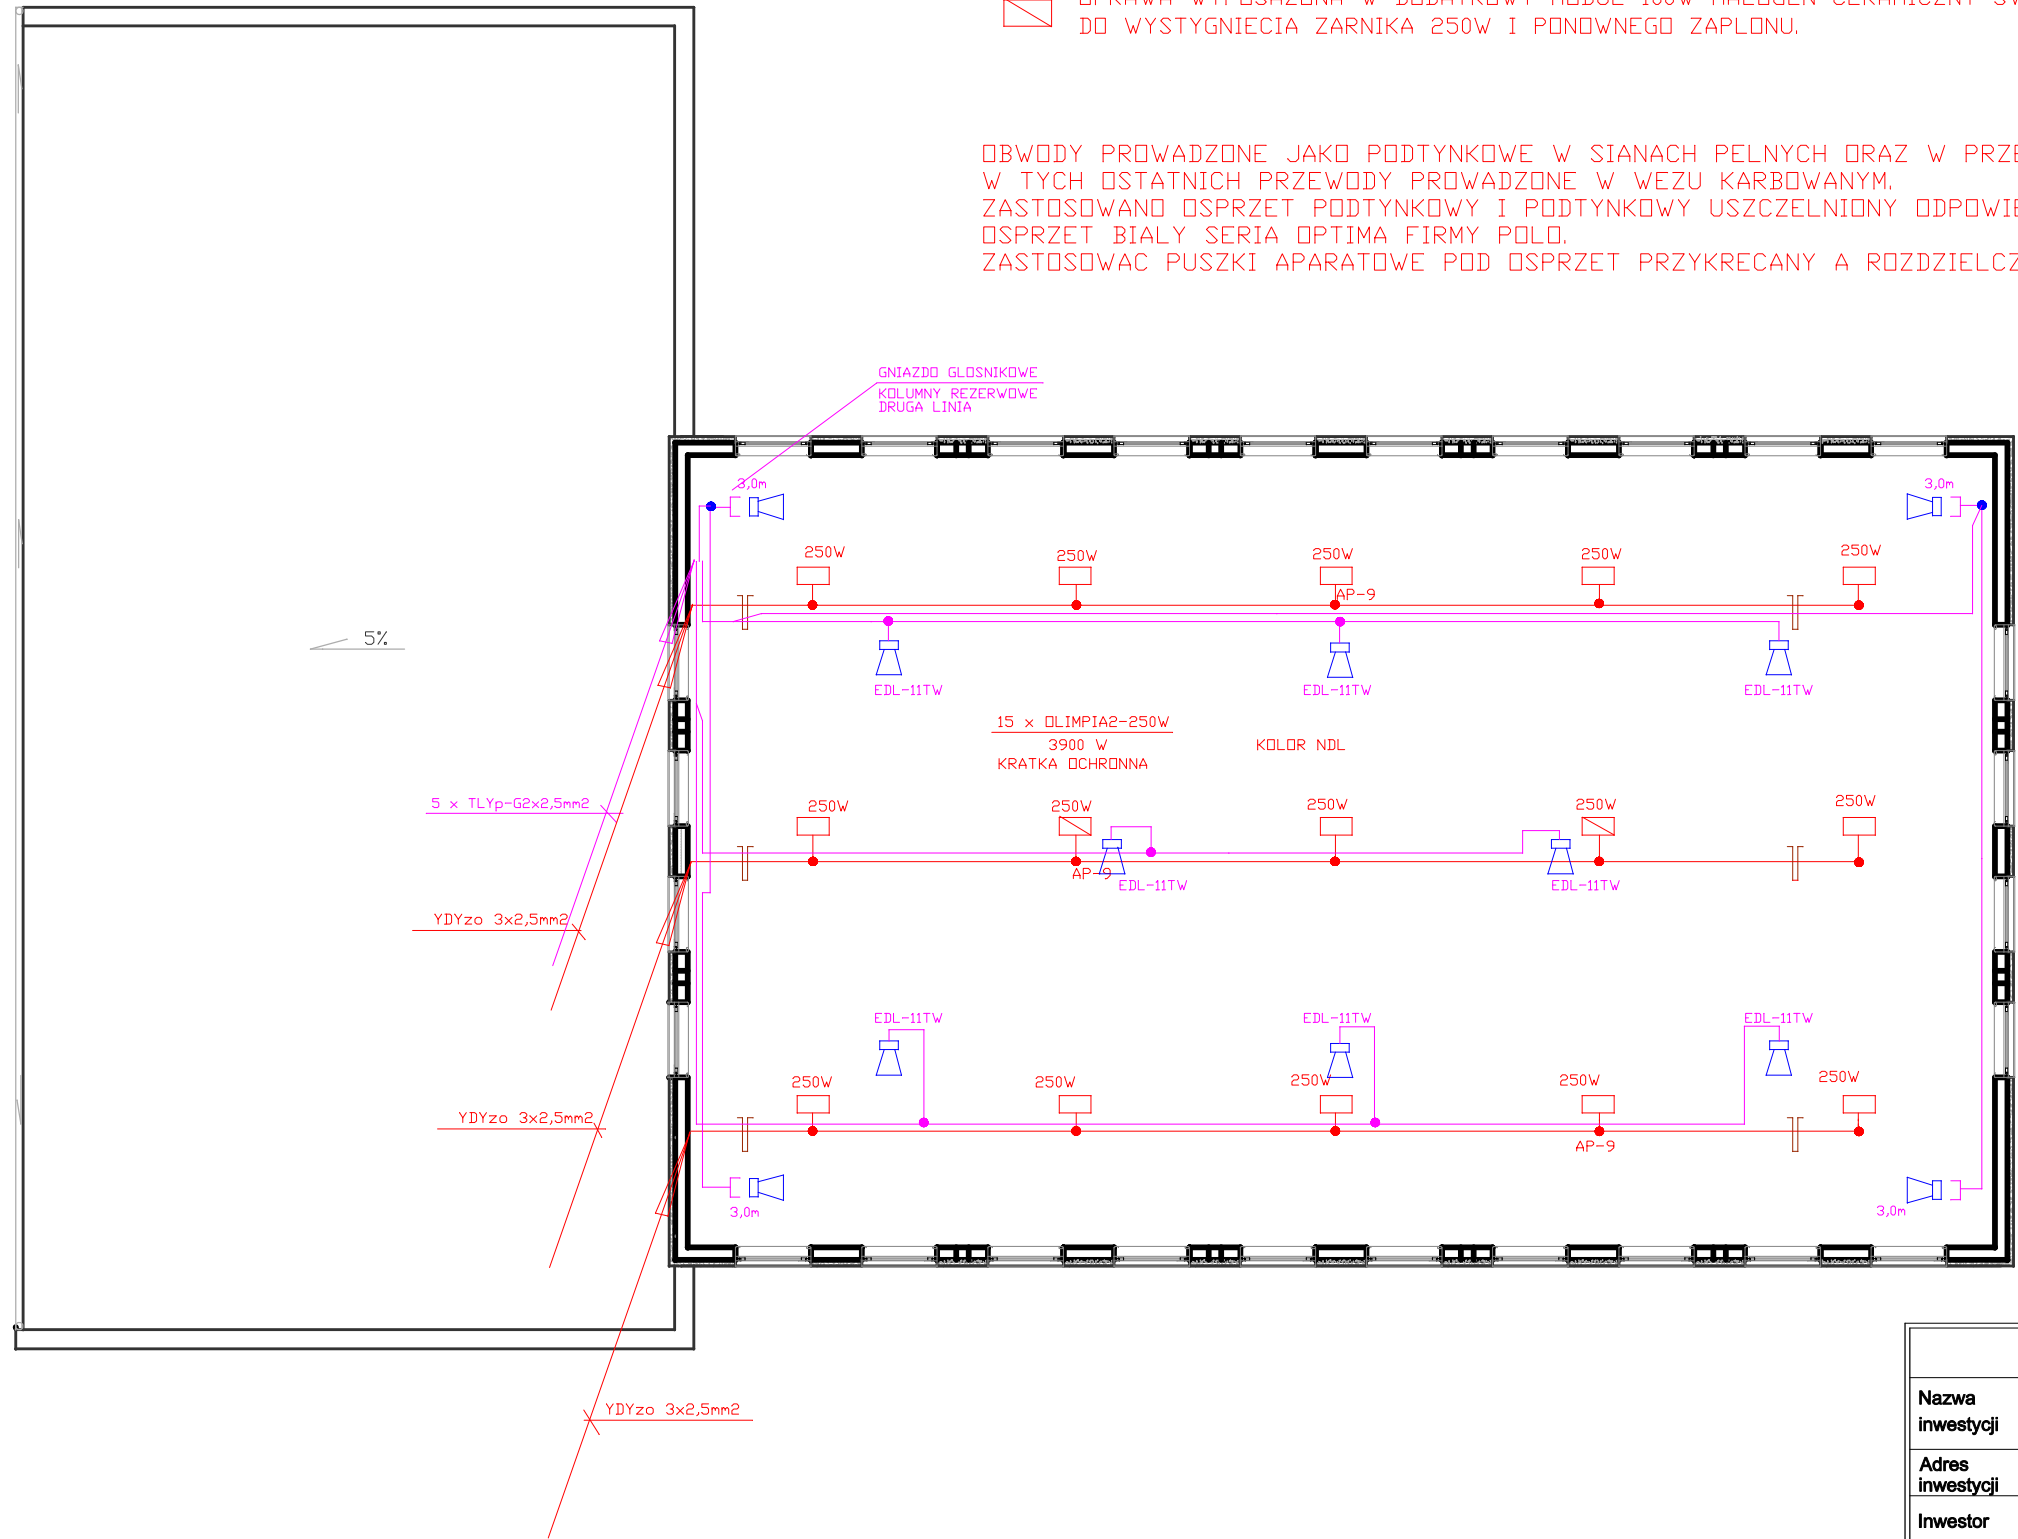 DO WYSTYGNIECIA ZARNIKA 250W I PONOWNEGO ZAPLONU.
OBWODY PROWADZONE JAKO PODTYNKOWE W SIANACH PELNYCH ORAZ W
W TYCH OSTATNICH PRZEWODY PROWADZONE W WEZU KARBOWANYM.
ZASTOSOWANO OSPRZET PODTYNKOWY I PODTYNKOWY USZCZELNIONY
OSPRZET BIALY SERIA OPTIMA FIRMY POLO.
ZASTOSOWAC PUSZKI APARATOWE POD OSPRZET PRZYKRECANY A
GNIAZDO GLOSNIKOWE
KOLUMNY REZERWOWE
DRUGA LINIA
3,0m
3,0m
250W
250W
250W
250W
250W
AP-9
5%
EDL-11TW
EDL-11TW
EDL-11TW
15 x OLIMPIA2-250W
3900 W
KRATKA OCHRONNA
KOLOR NDL
5 x TLYp-G2x2,5mm2
250W
250W
250W
250W
250W
AP-9
EDL-11TW
EDL-11TW
YDYzo 3x2,5mm2
EDL-11TW
EDL-11TW
EDL-11TW
250W
250W
250W
250W
250W
YDYzo 3x2,5mm2
AP-9
3,0m
3,0m
YDYzo 3x2,5mm2
Nazwa
inwestycji
Adres
inwestycji
Inwestor